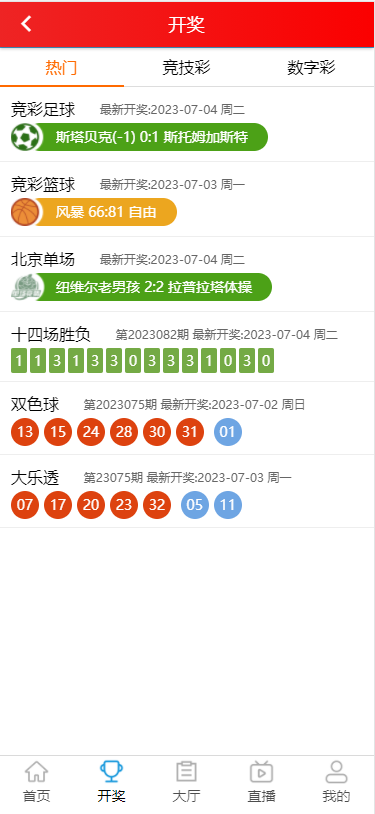 开奖
热门 竞技彩 数字彩
竞彩足球 最新开奖:2023-07-04 周二
斯塔贝克(-1) 0:1 斯托姆加斯特
竞彩篮球 最新开奖:2023-07-03 周一
风暴 66:81 自由
北京单场 最新开奖:2023-07-04 周二
纽维尔老男孩 2:2 拉普拉塔体操
十四场胜负 第2023082期 最新开奖:2023-07-04 周二
1 1 3 1 3 3 0 3 3 3 1 0 3 0
双色球 第2023075期 最新开奖:2023-07-02 周日
13 15 24 28 30 31 01
大乐透 第23075期 最新开奖:2023-07-03 周一
07 17 20 23 32 05 11
首页 开奖 大厅 直播 我的